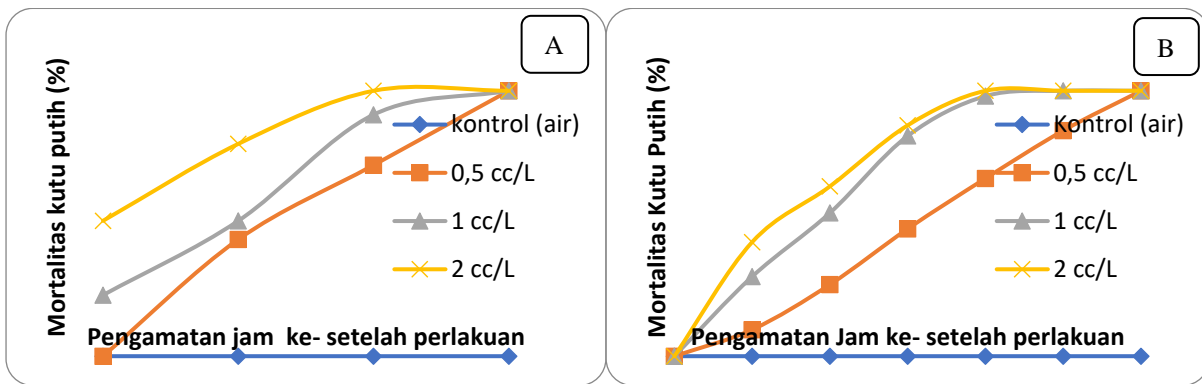 A
Mortalitas kutu putih (%)
kontrol (air)
0,5 cc/L
1 cc/L
2 cc/L
Pengamatan jam ke- setelah perlakuan
B
Mortalitas Kutu Putih (%)
Kontrol (air)
0,5 cc/L
1 cc/L
2 cc/L
Pengamatan Jam ke- setelah perlakuan